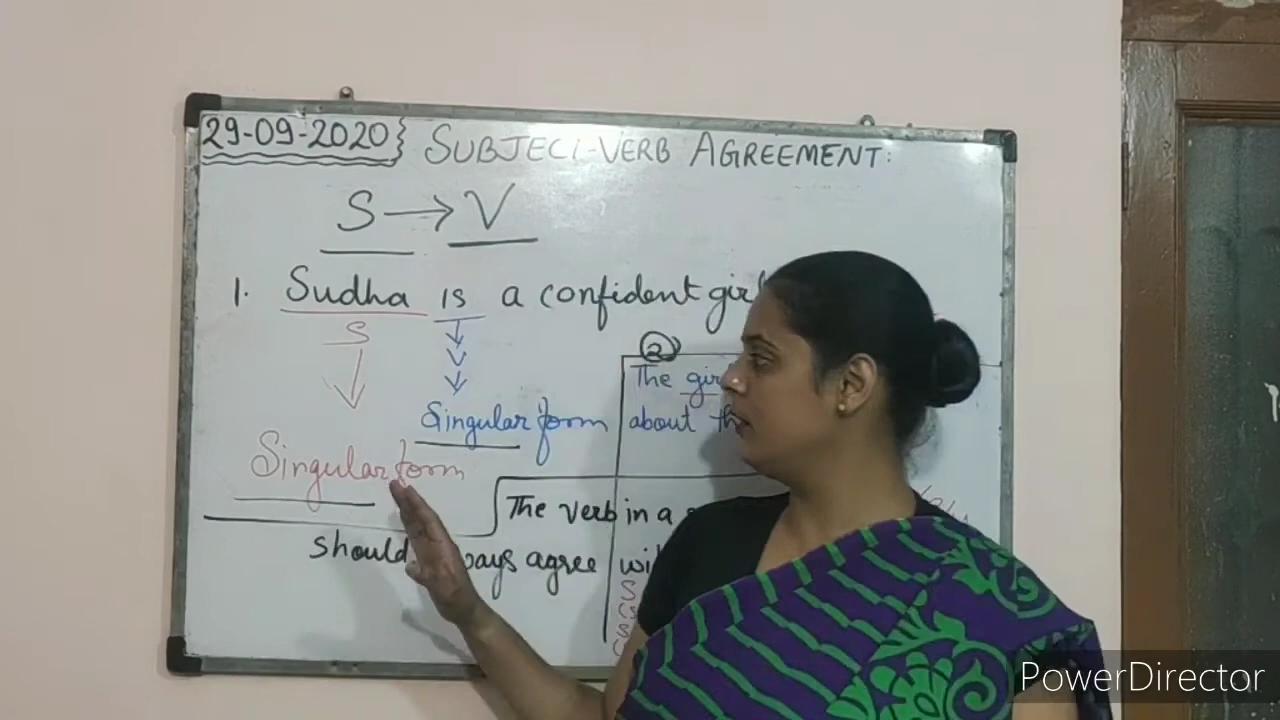 29-09-2020} SUBJECT-VERB AGREEMENT:
S → V
1. Sudha is a confident girl
S
V
Singular form
Singular form
2
The
about
The verb in a
should agree
PowerDirector